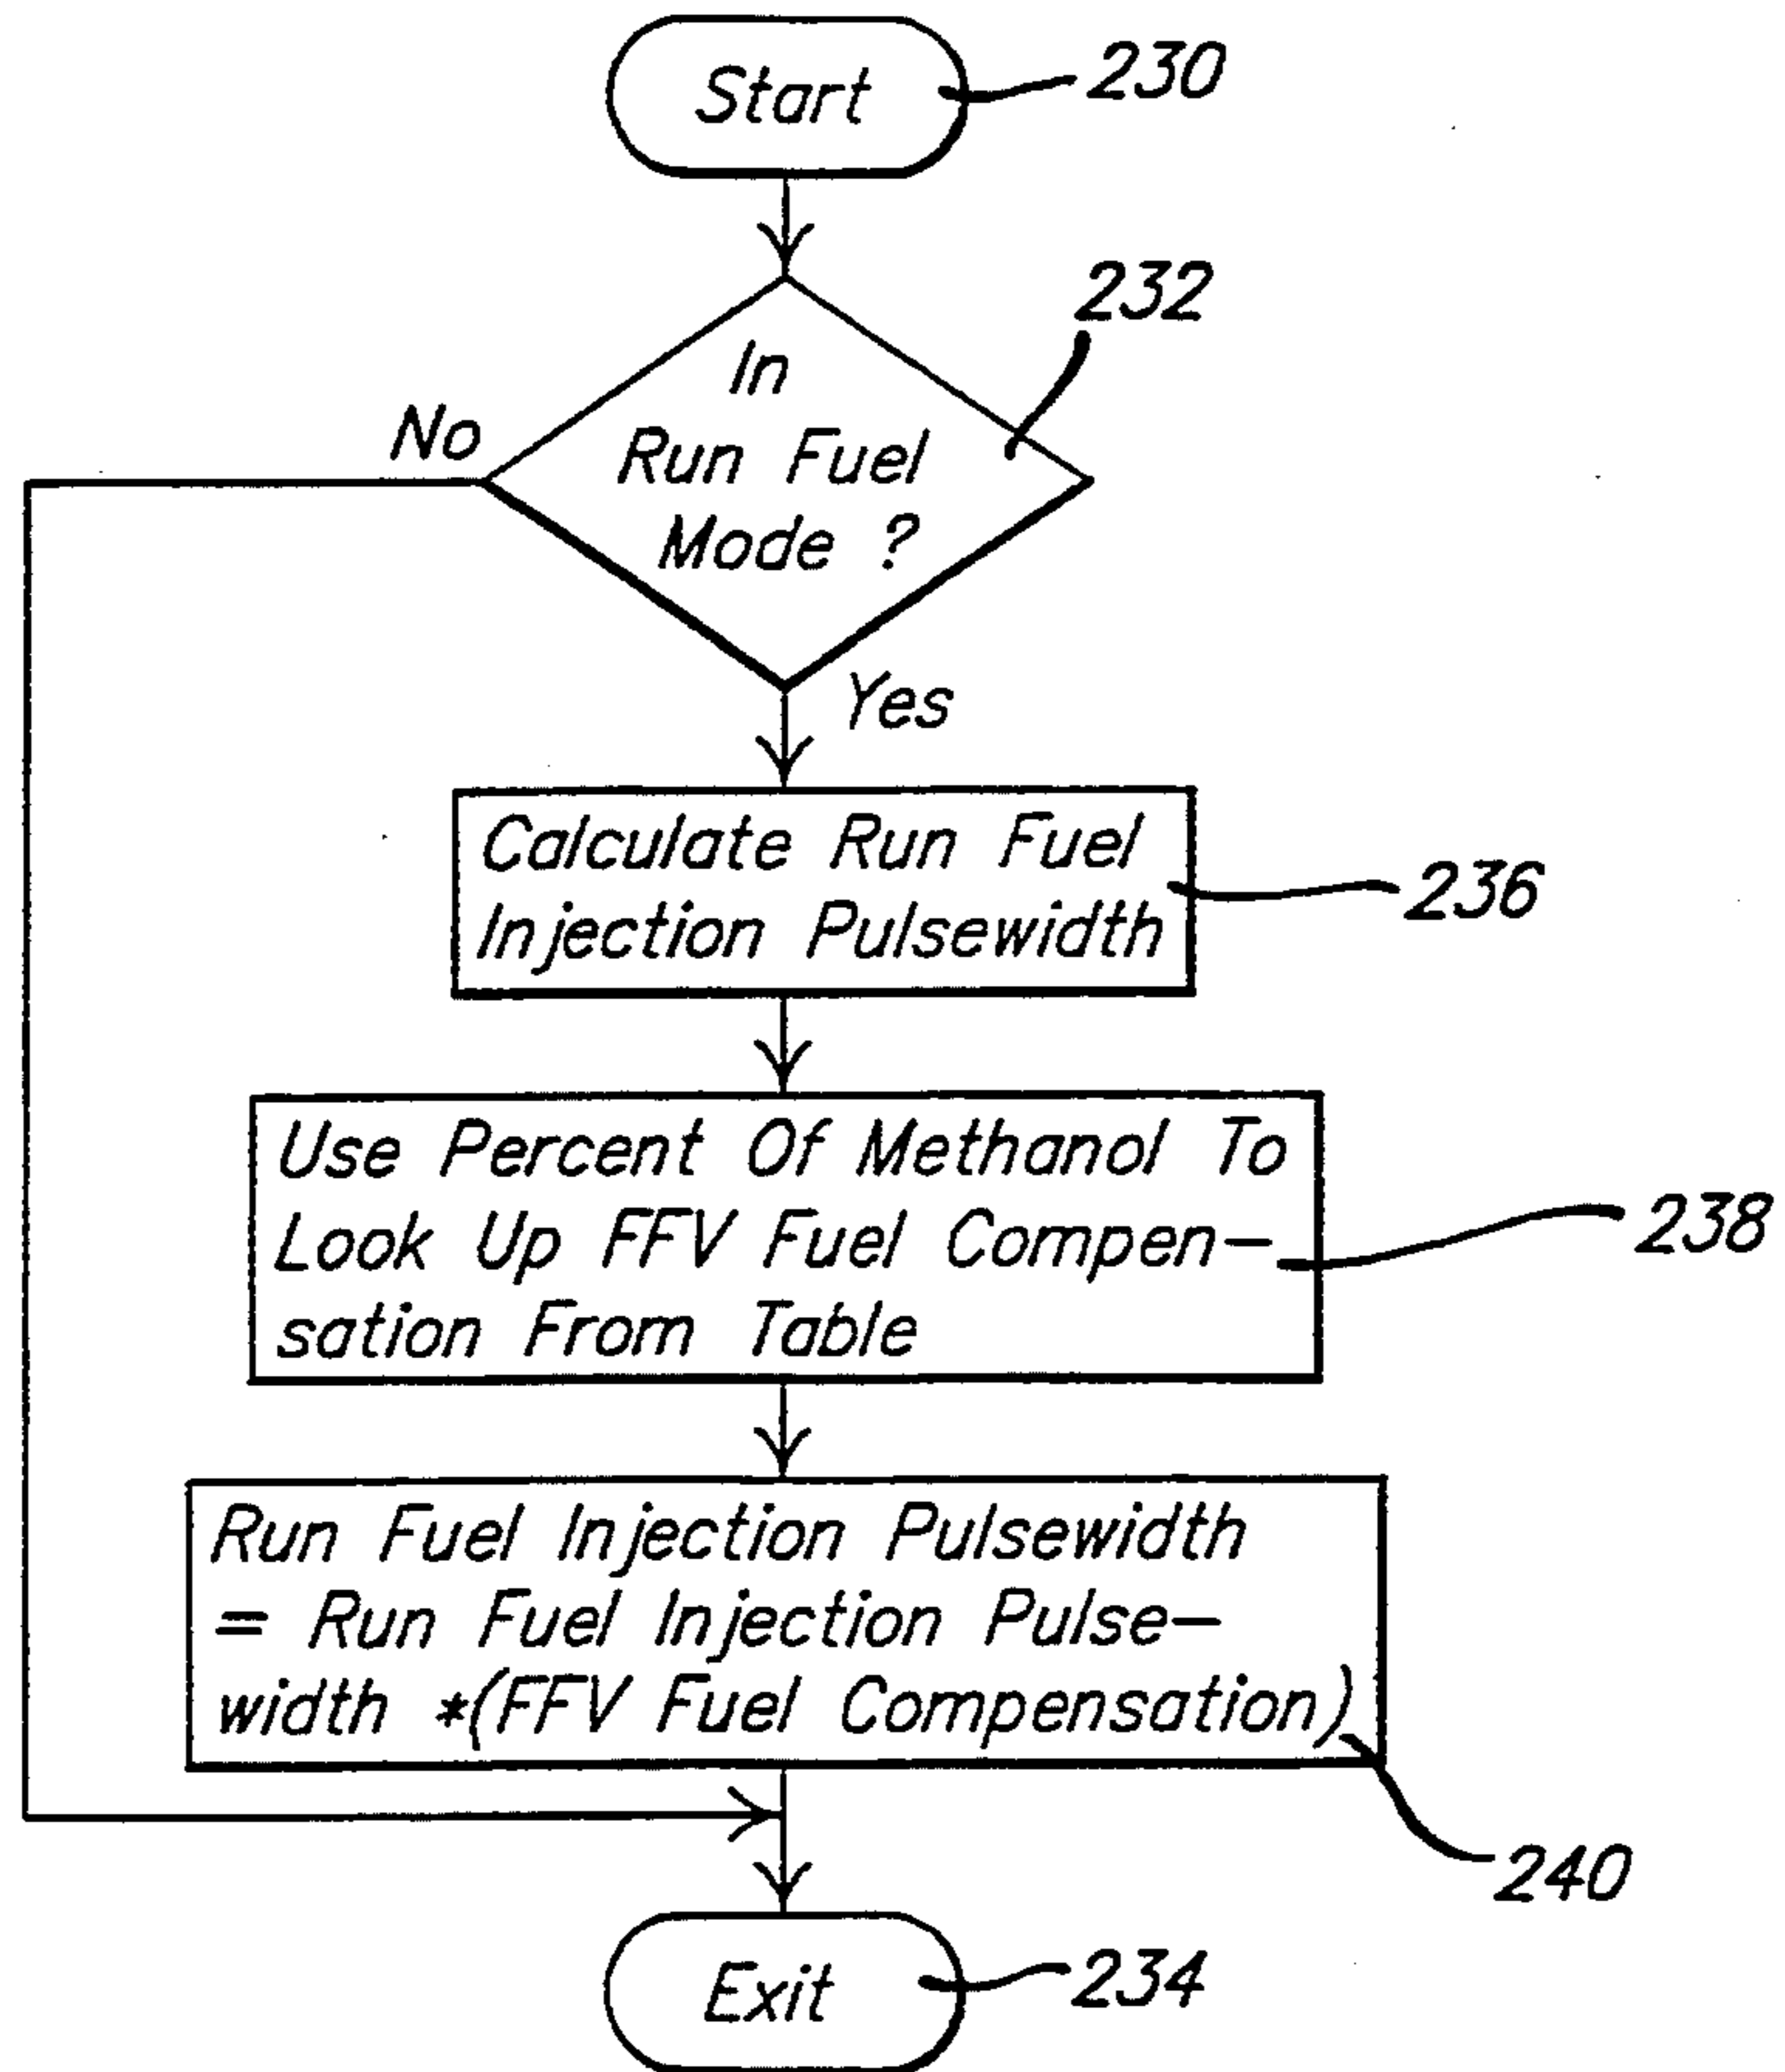 Start
230
232
In
Run Fuel
Mode ?
No
Yes
Calculate Run Fuel
Injection Pulsewidth
236
Use Percent Of Methanol To
Look Up FFV Fuel Compen-
sation From Table
238
Run Fuel Injection Pulsewidth
= Run Fuel Injection Pulse-
width *(FFV Fuel Compensation)
240
Exit
234